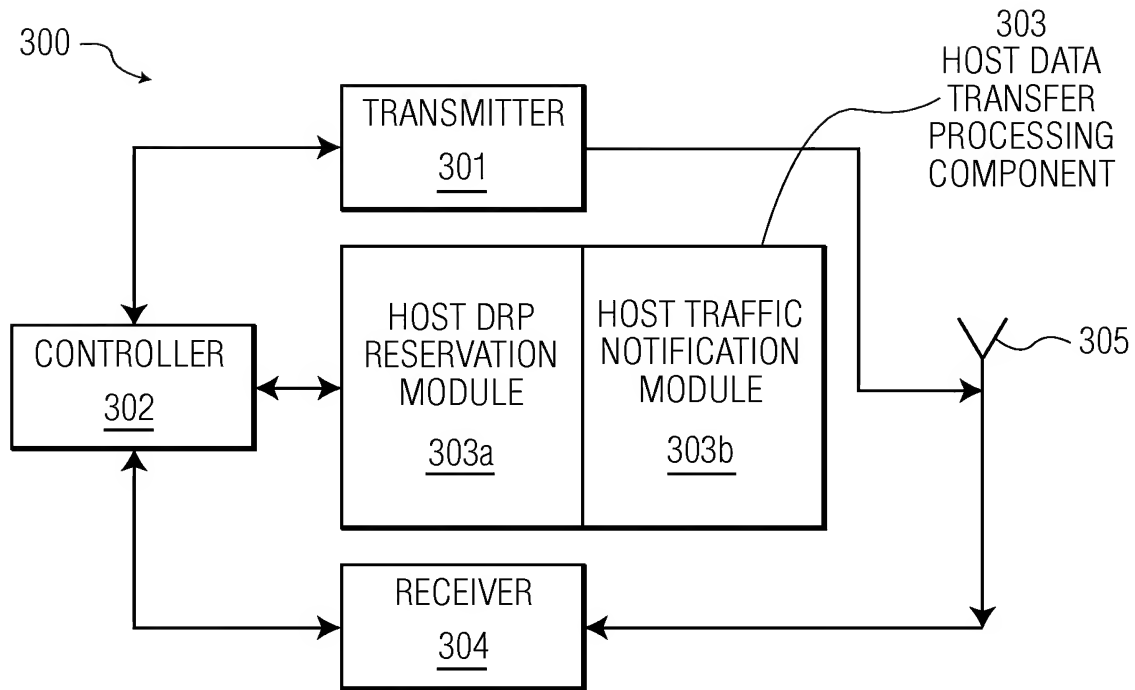 300
303
HOST DATA
TRANSFER
PROCESSING
COMPONENT
TRANSMITTER
301
HOST DRP
RESERVATION
MODULE
303a
HOST TRAFFIC
NOTIFICATION
MODULE
303b
305
CONTROLLER
302
RECEIVER
304